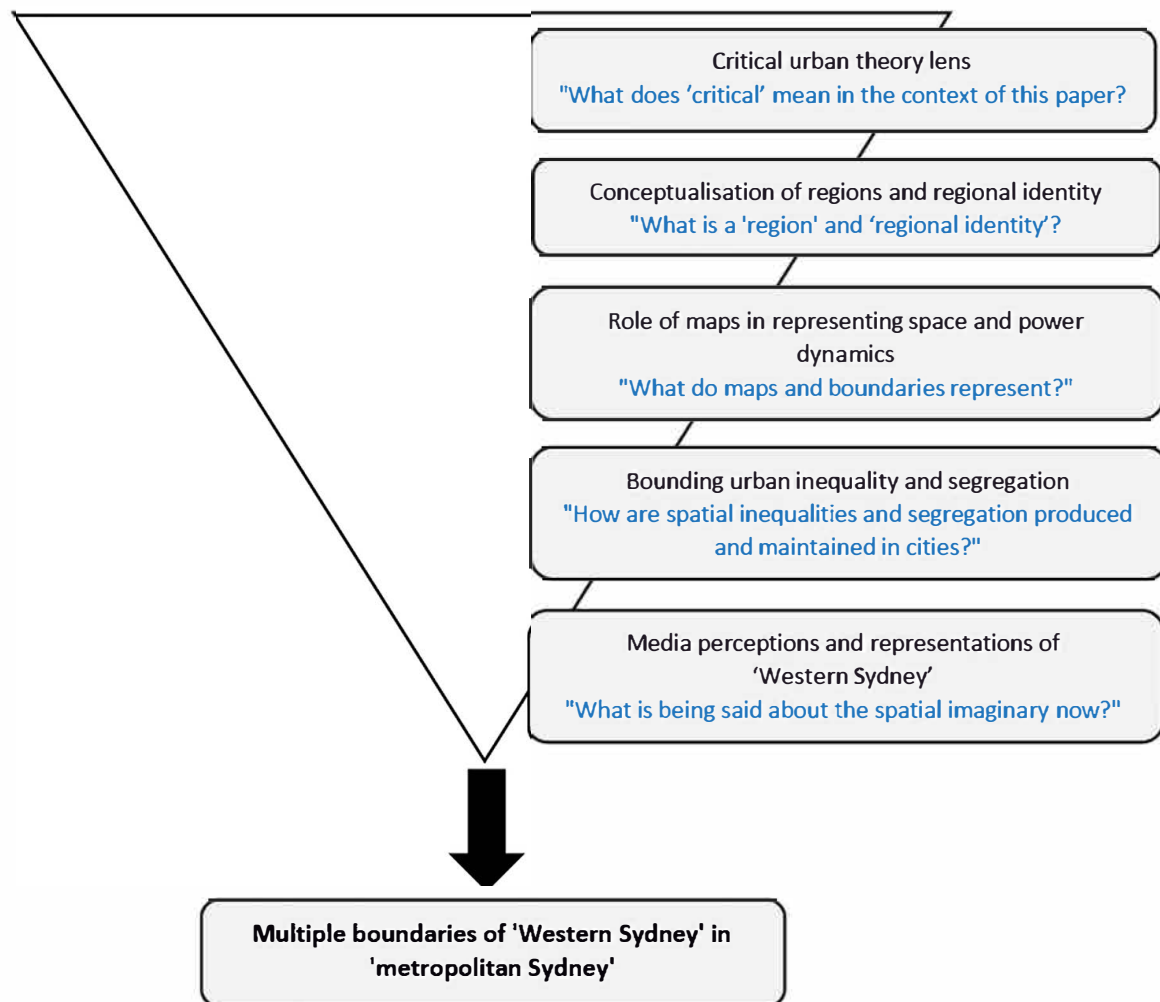 Critical urban theory lens
"What does ‘critical’ mean in the context of this paper?
Conceptualisation of regions and regional identity
"What is a 'region' and ‘regional identity’?
Role of maps in representing space and power
dynamics
"What do maps and boundaries represent?"
Bounding urban inequality and segregation
"How are spatial inequalities and segregation produced
and maintained in cities?"
Media perceptions and representations of
‘Western Sydney’
"What is being said about the spatial imaginary now?"
Multiple boundaries of 'Western Sydney' in
'metropolitan Sydney'